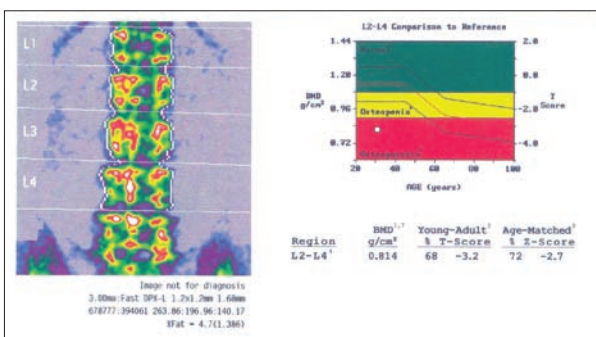 L1
L2
L3
L4
Image not for diagnosis
3.00ma:Fast DPX-L 1.2x1.2mm 1.68mm
678777:394061 263.86:196.96:140.17
%Fat = 4.7(1.386)
L2-L4 Comparison to Reference
1.44
1.20
BMD
g/cm²
0.96
0.72
2.0
0.0
T
Score
-2.0
-4.0
Normal
Osteopenia
20 40 60 80 100
AGE (years)
BMD Young-Adult Age-Matched
Region g/cm² % T-Score % Z-Score
L2-L4 0.814 68 -3.2 72 -2.7